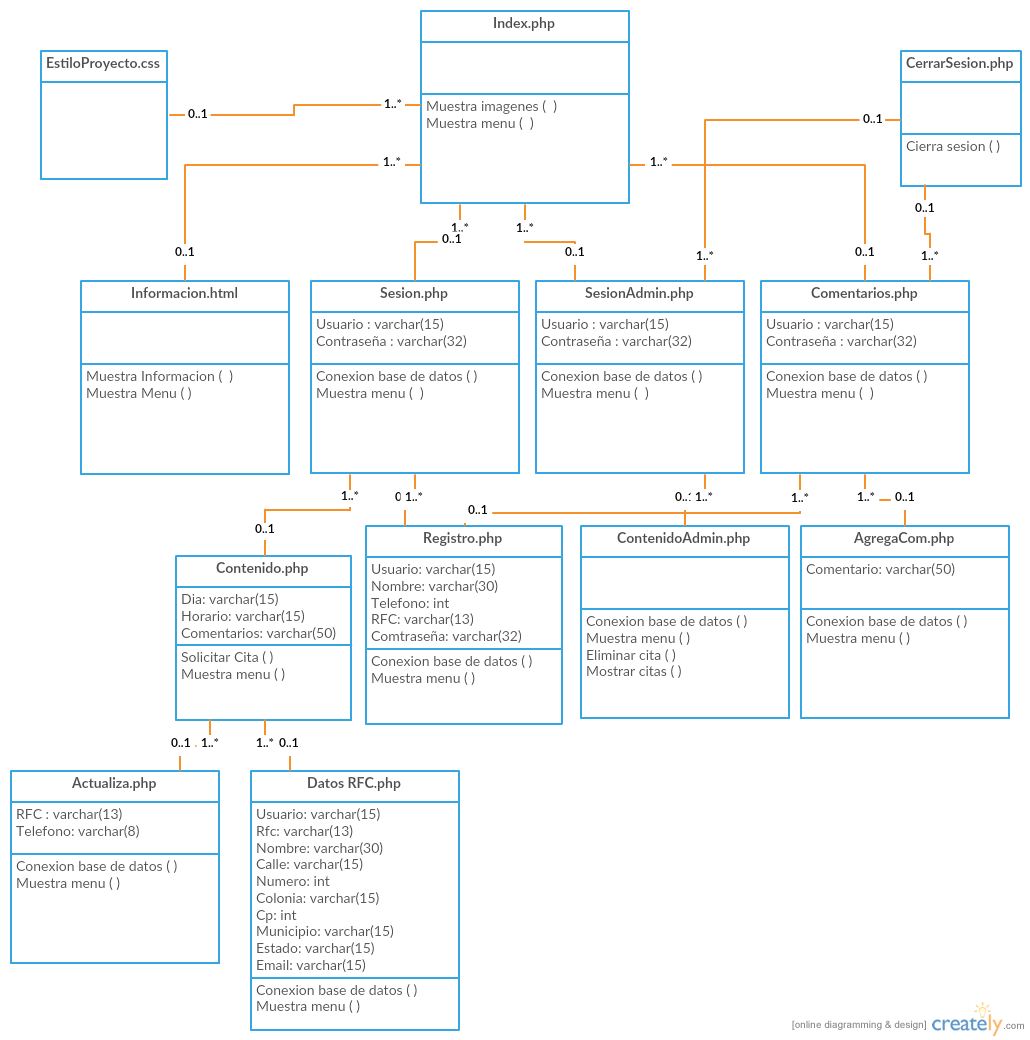 Index.php
Muestra imagenes ( )
Muestra menu ( )
EstiloProyecto.css
CerrarSesion.php
Cierra sesion ( )
0..1
1..*
0..1
1..*
1..*
0..1
1..*
0..1
1..*
0..1
0..1
1..*
0..1
1..*
Informacion.html
Muestra Informacion ( )
Muestra Menu ( )
Sesion.php
Usuario : varchar(15)
Contraseña : varchar(32)
Conexion base de datos ( )
Muestra menu ( )
SesionAdmin.php
Usuario : varchar(15)
Contraseña : varchar(32)
Conexion base de datos ( )
Muestra menu ( )
Comentarios.php
Usuario : varchar(15)
Contraseña : varchar(32)
Conexion base de datos ( )
Muestra menu ( )
1..*
1..*
0..1
1..*
1..*
1..*
0..1
0..1
Contenido.php
Dia: varchar(15)
Horario: varchar(15)
Comentarios: varchar(50)
Solicitar Cita ( )
Muestra menu ( )
Registro.php
Usuario: varchar(15)
Nombre: varchar(30)
Telefono: int
RFC: varchar(13)
Comtraseña: varchar(32)
Conexion base de datos ( )
Muestra menu ( )
ContenidoAdmin.php
Conexion base de datos ( )
Muestra menu ( )
Eliminar cita ( )
Mostrar citas ( )
AgregaCom.php
Comentario: varchar(50)
Conexion base de datos ( )
Muestra menu ( )
0..1
1..*
1..*
0..1
Actualiza.php
RFC : varchar(13)
Telefono: varchar(8)
Conexion base de datos ( )
Muestra menu ( )
Datos RFC.php
Usuario: varchar(15)
Rfc: varchar(13)
Nombre: varchar(30)
Calle: varchar(15)
Numero: int
Colonia: varchar(15)
Cp: int
Municipio: varchar(15)
Estado: varchar(15)
Email: varchar(15)
Conexion base de datos ( )
Muestra menu ( )
[online diagramming & design] creately.com